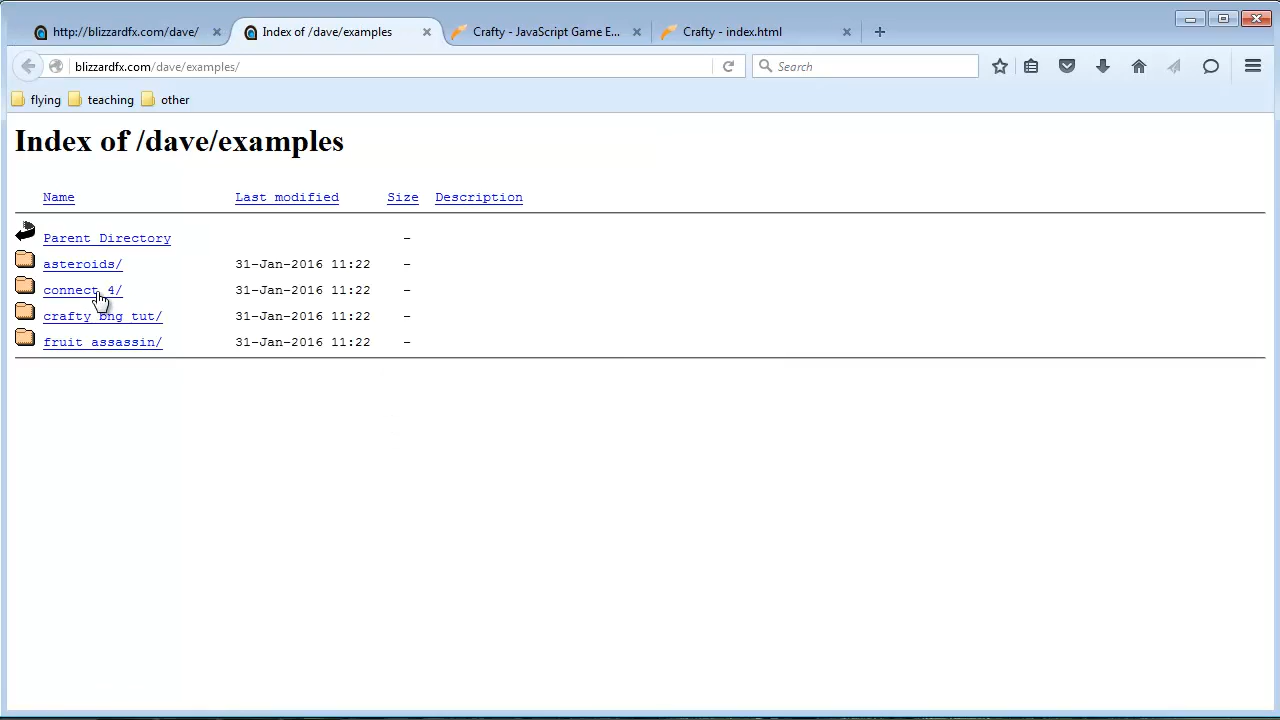 http://blizzardfx.com/dave/ Index of /dave/examples Crafty - JavaScript Game E... Crafty - index.html
blizzardfx.com/dave/examples/ Search
flying teaching other
Index of /dave/examples
Name Last modified Size Description
Parent Directory -
asteroids/ 31-Jan-2016 11:22 -
connect 4/ 31-Jan-2016 11:22 -
crafty bng tut/ 31-Jan-2016 11:22 -
fruit assassin/ 31-Jan-2016 11:22 -